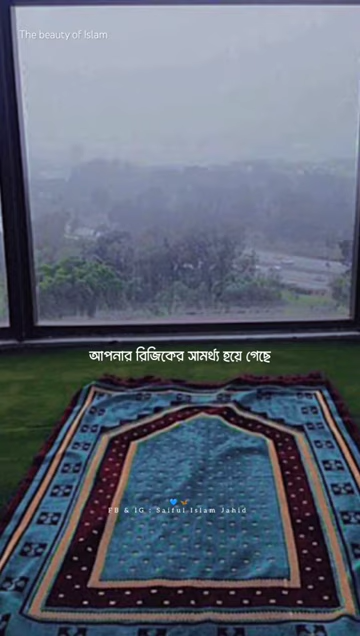 The beauty of Islam
আপনার রিজিকের সামর্থ্য হয়ে গেছে
FB & IG : Saiful Islam Jahid